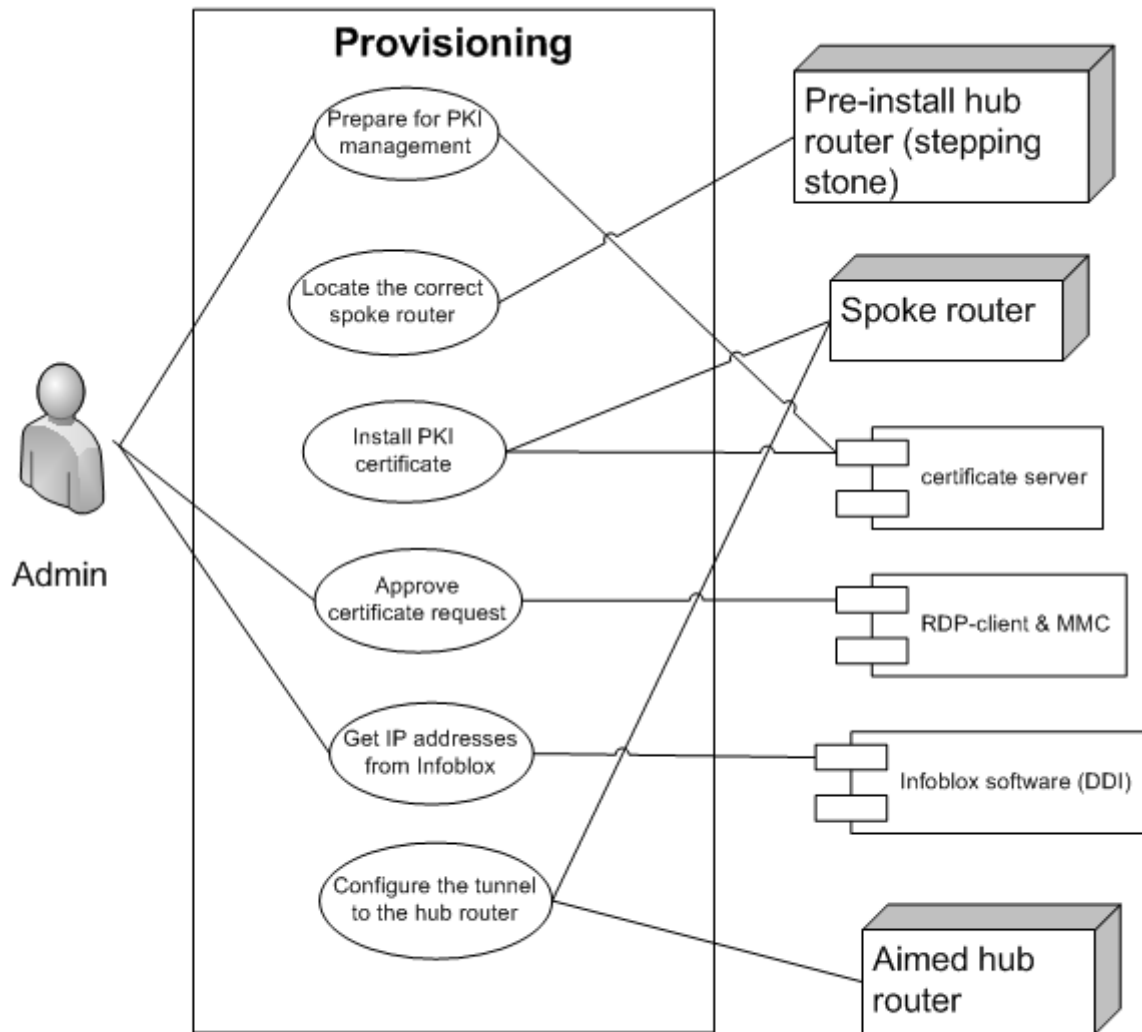 Provisioning
Prepare for PKI
management
Pre-install hub
router (stepping
stone)
Locate the correct
spoke router
Spoke router
Install PKI
certificate
certificate server
Admin
Approve
certificate request
RDP-client & MMC
Get IP addresses
from Infoblox
Infoblox software (DDI)
Configure the tunnel
to the hub router
Aimed hub
router